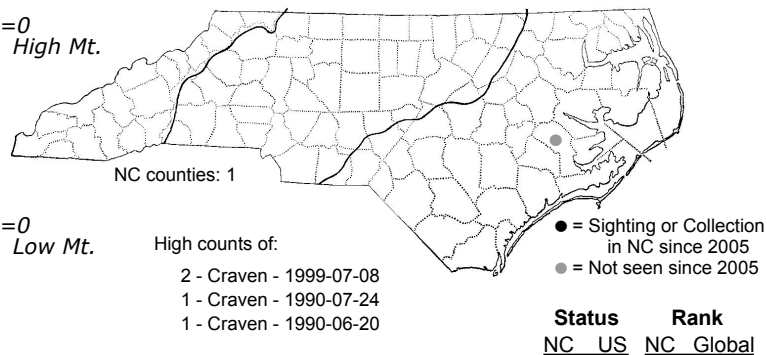 =0
High Mt.
NC counties: 1
=0
Low Mt.
High counts of:
2 - Craven - 1999-07-08
1 - Craven - 1990-07-24
1 - Craven - 1990-06-20
● = Sighting or Collection
in NC since 2005
● = Not seen since 2005
Status Rank
NC US NC Global